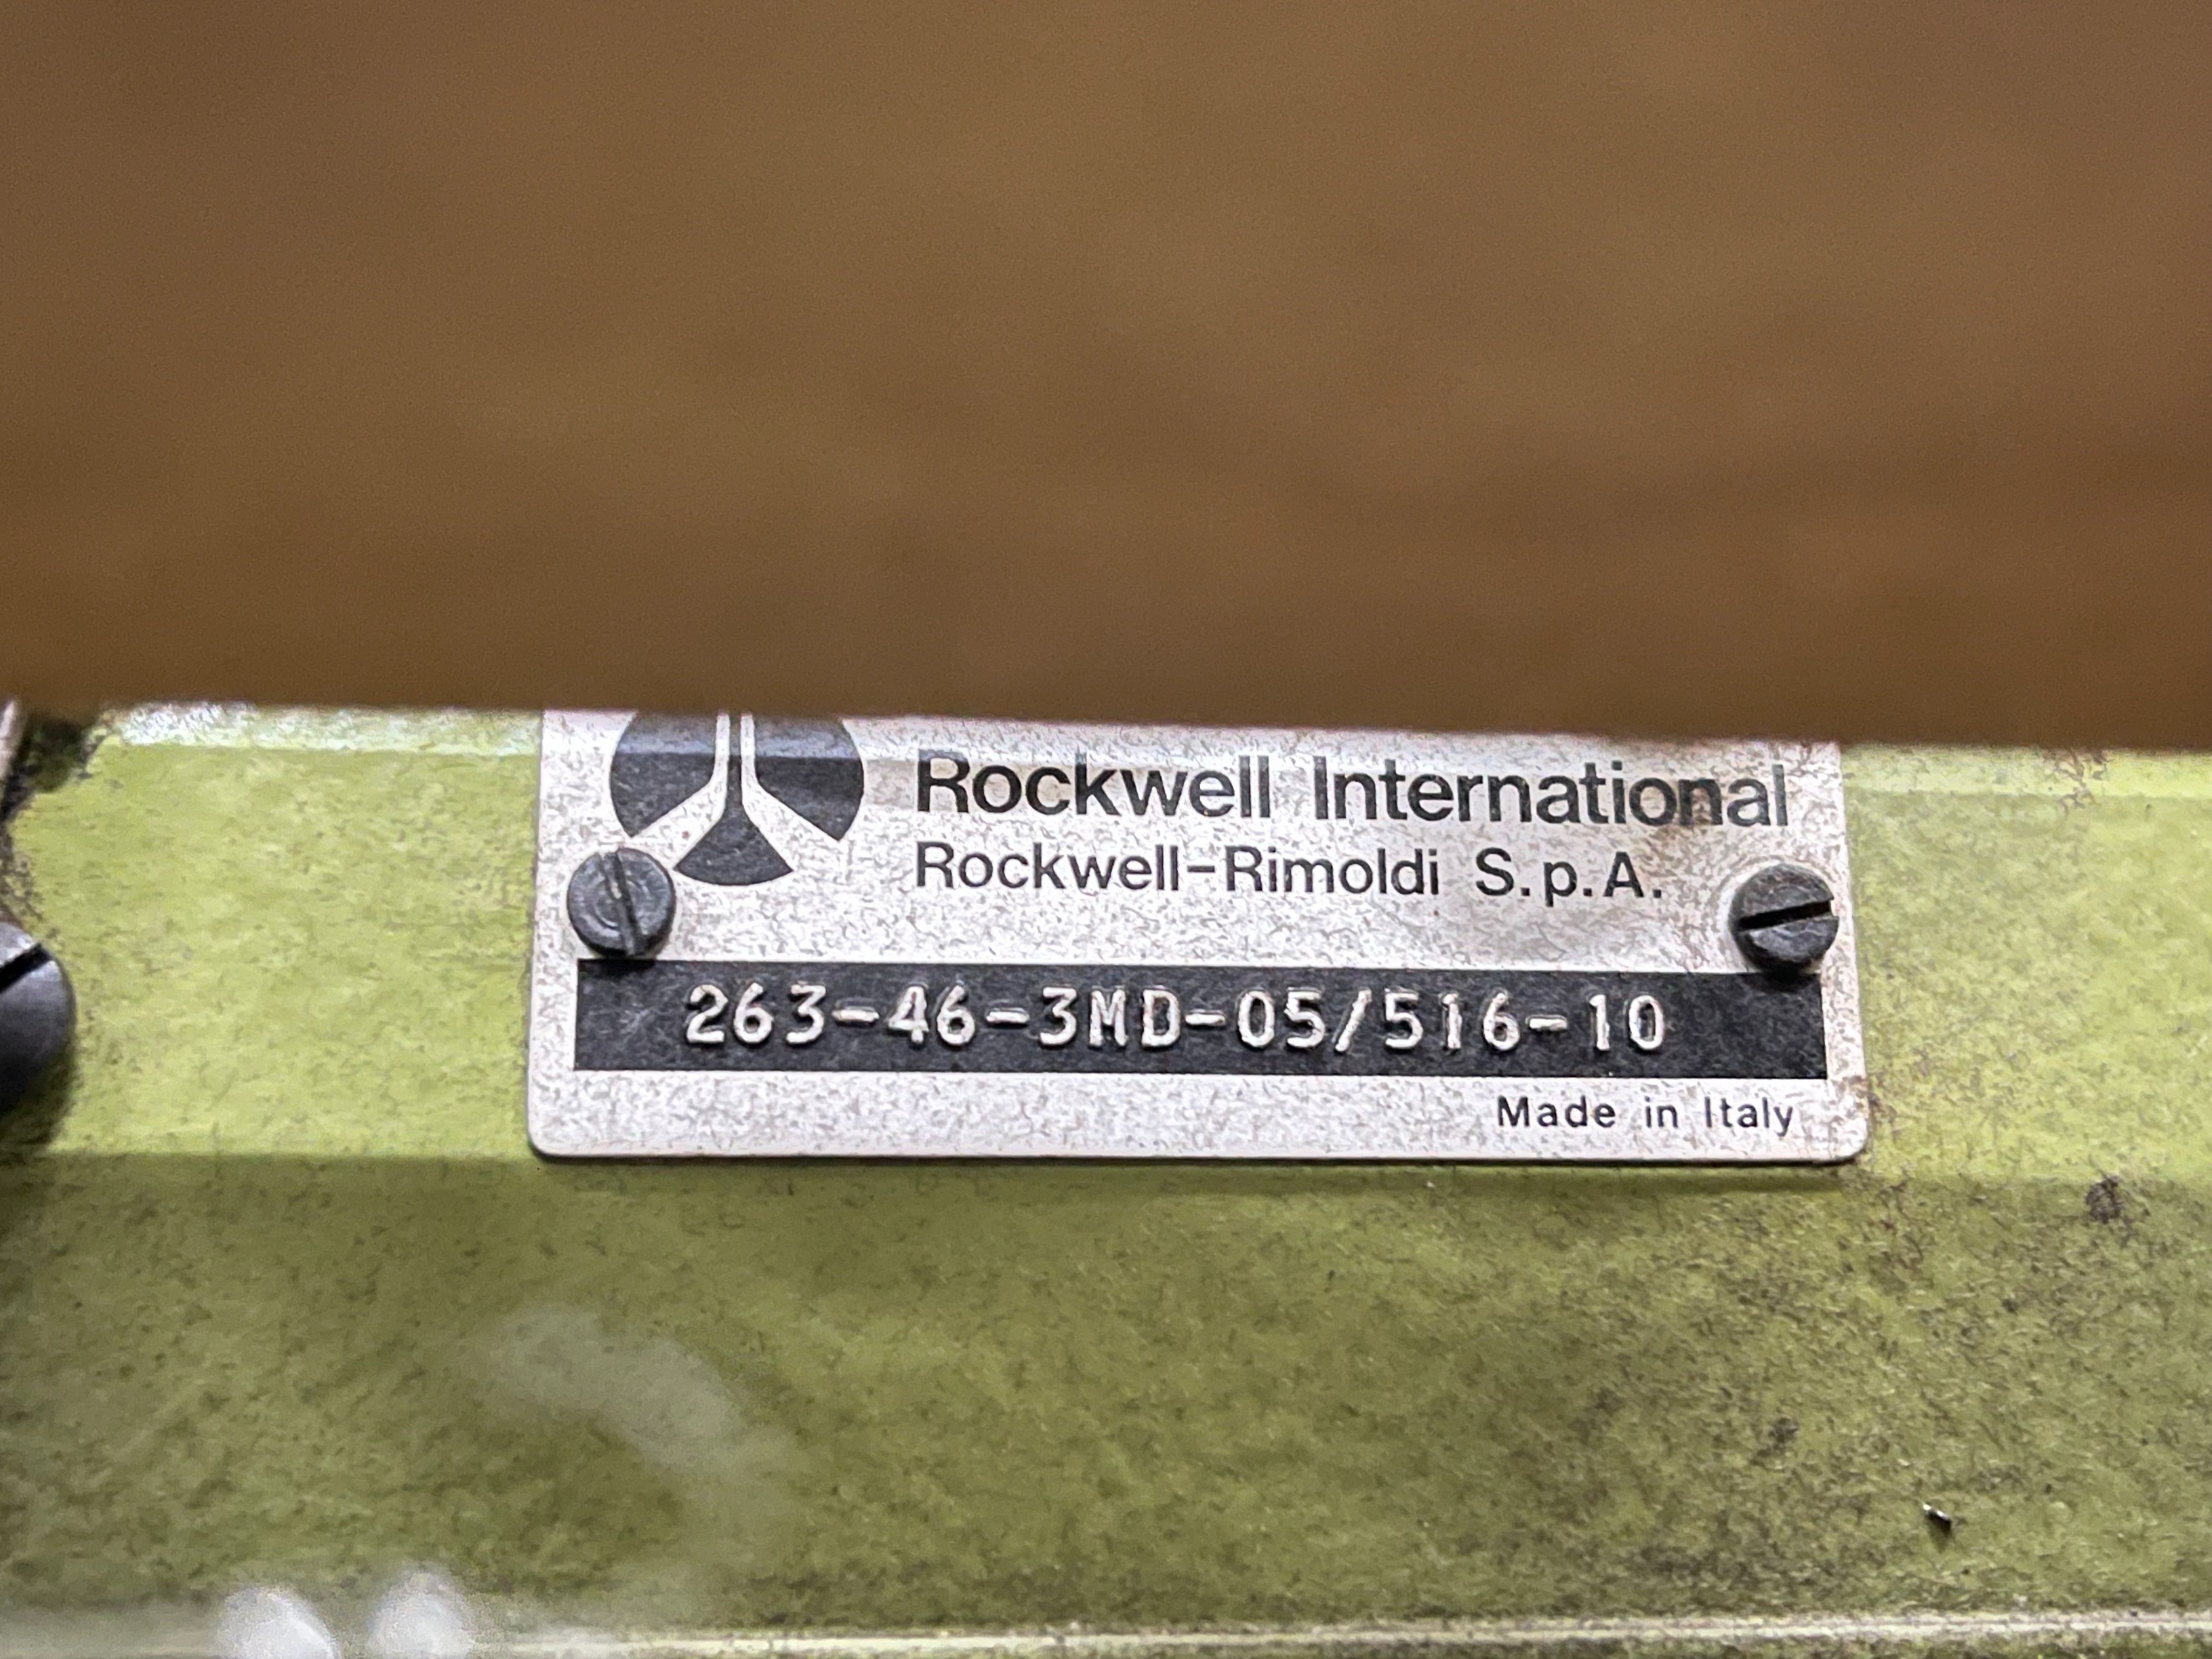 Rockwell International
Rockwell-Rimoldi S.p.A.
263-46-3MD-05/516-10
Made in Italy